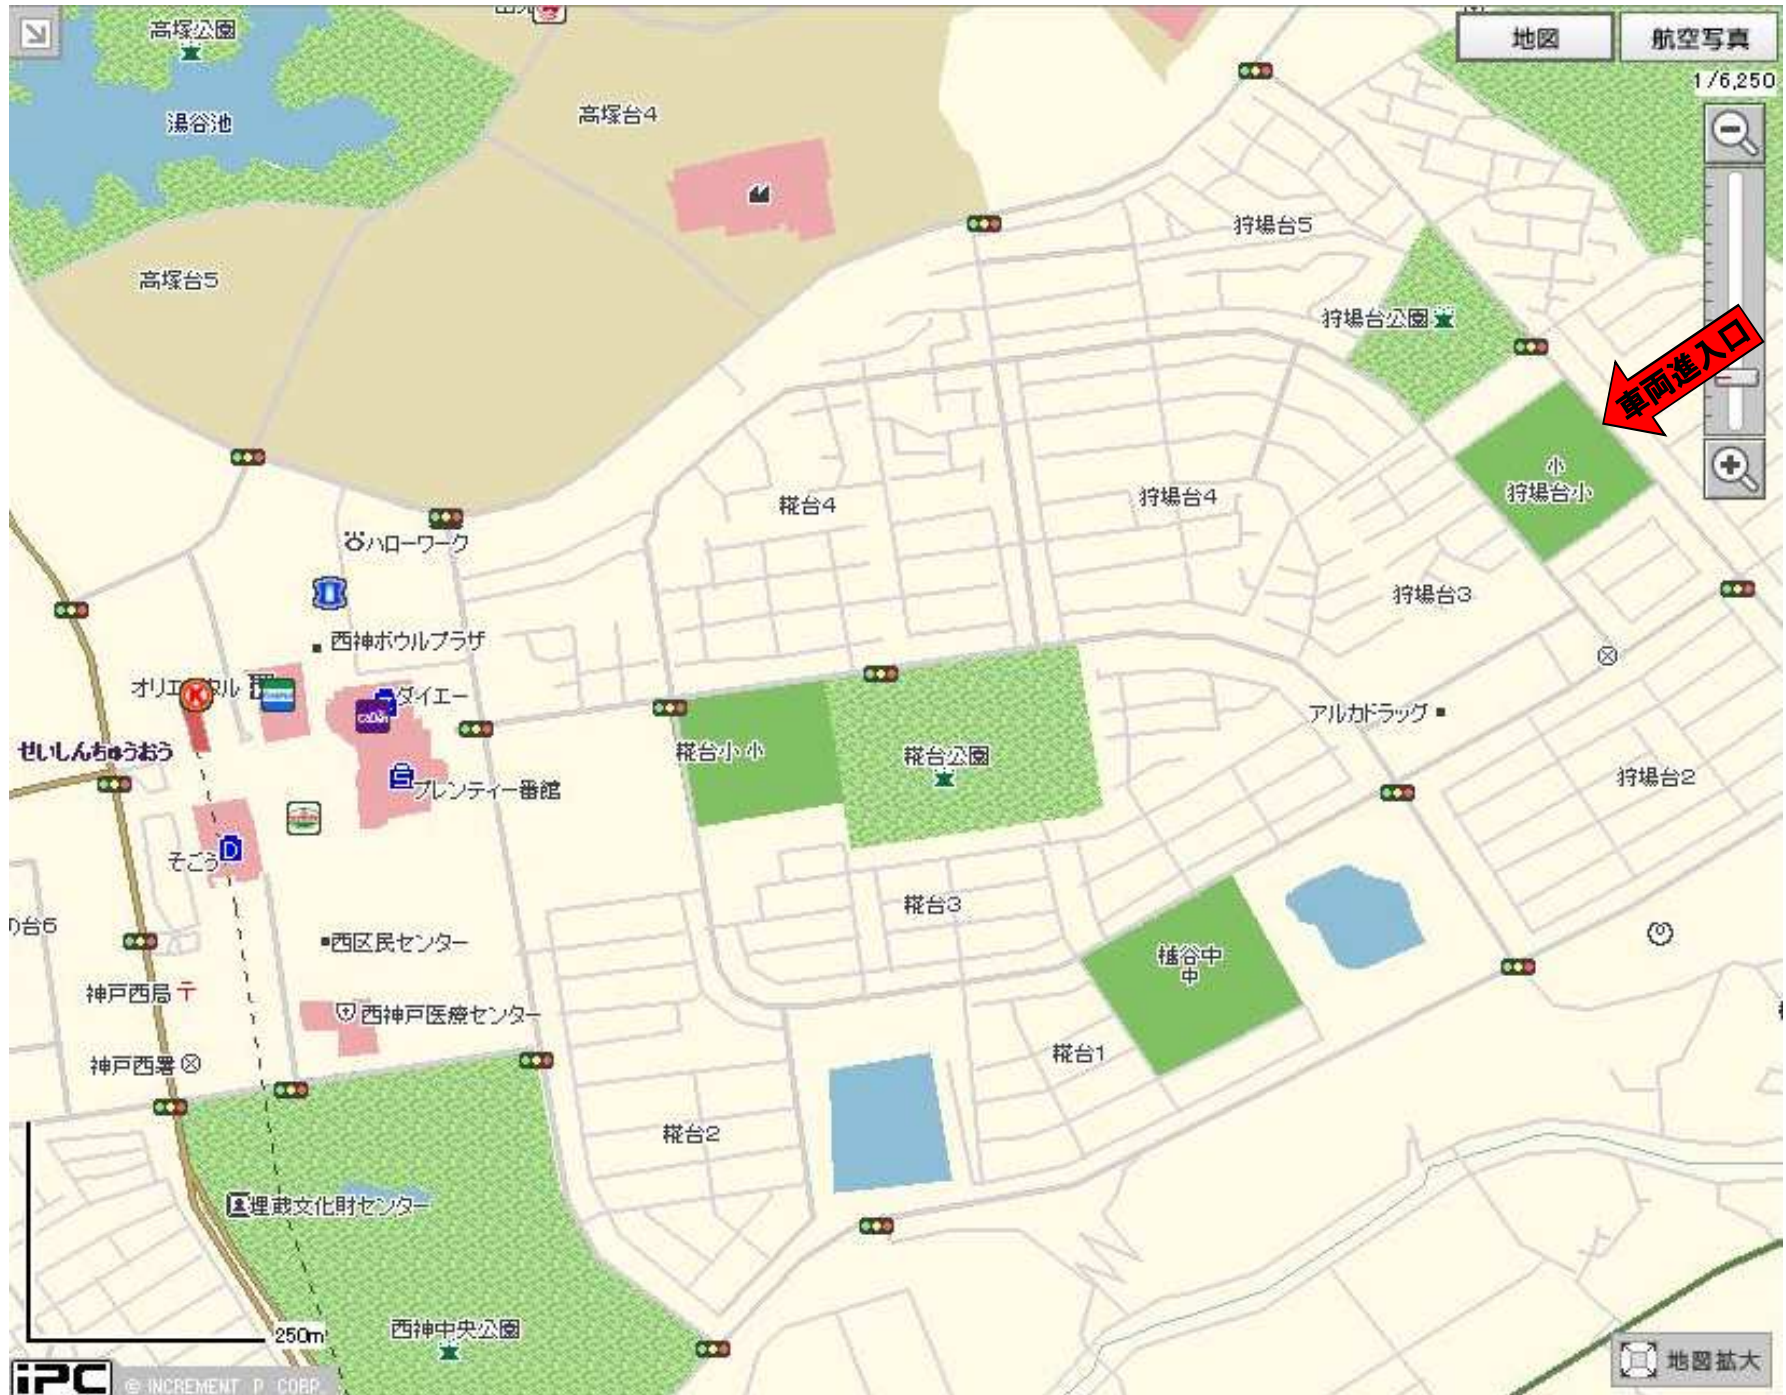 高塚公園
地図
航空写真
1/6,250
湯谷池
高塚台4
狩場台5
高塚台5
狩場台公園
車両進入口
小
狩場台小
糀台4
狩場台4
ハローワーク
狩場台3
西神ボウルプラザ
ダイエー
せいしんちゅうおう
アルカドラッグ
糀台小 小
糀台公園
プレンティ一番館
狩場台2
D
そごう
糀台3
の台6
西区民センター
櫨谷中
中
神戸西局 〒
西神戸医療センター
糀台1
神戸西署
糀台2
埋蔵文化財センター
250m
西神中央公園
地図拡大
iPC
© INCREMENT P CORP.